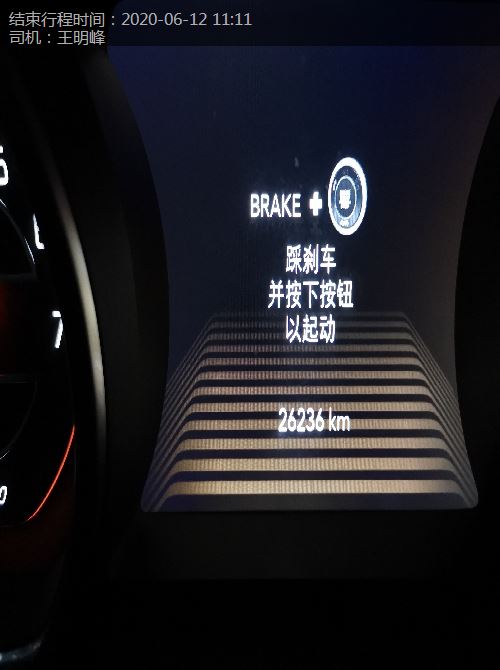 结束行程时间：2020-06-12 11:11
司机：王明峰
BRAKE +
踩刹车
并按下按钮
以起动
7
26236 km